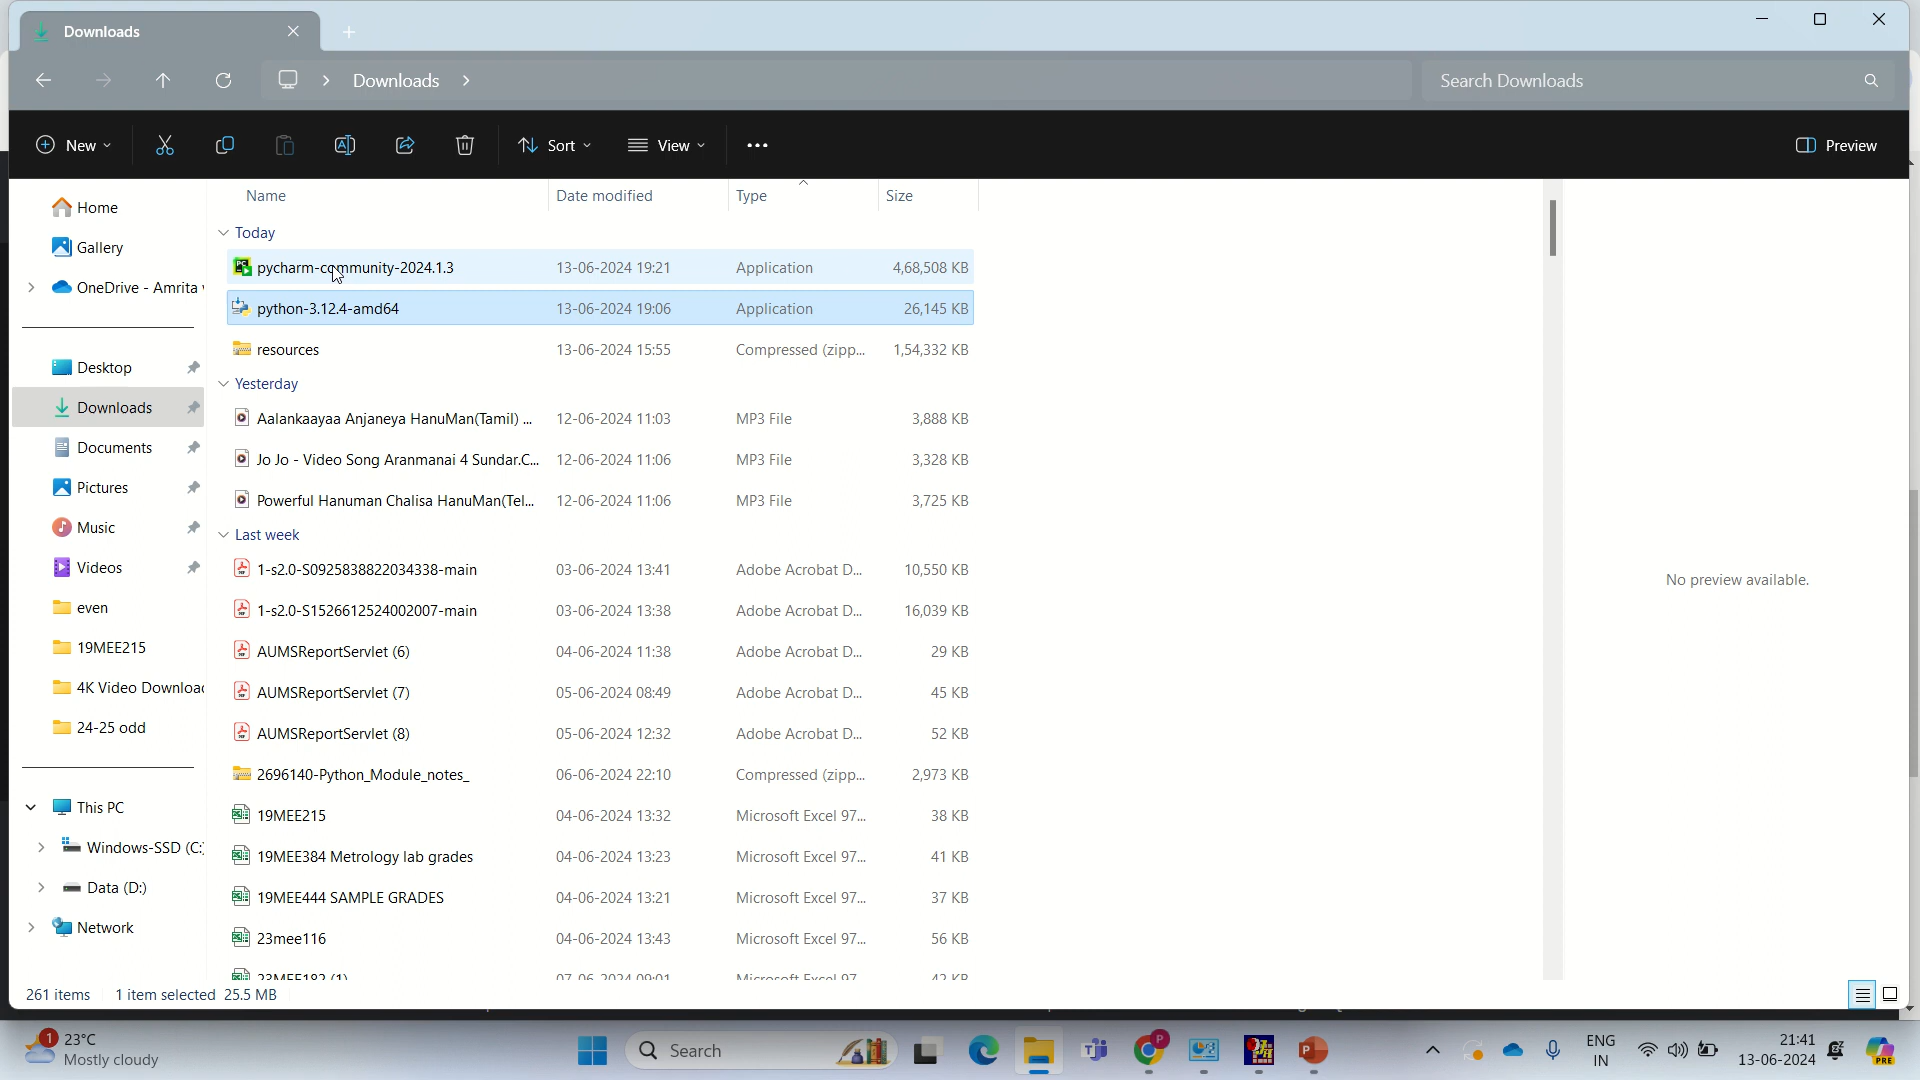 Downloads
Downloads
Search Downloads
New
Sort
View
Preview
Name Date modified Type Size
Home
Gallery
OneDrive - Amrita
Desktop
Downloads
Documents
Pictures
Music
Videos
even
19MEE215
4K Video Downloa
24-25 odd
This PC
Windows-SSD (C:)
Data (D:)
Network
Today
pycharm-community-2024.1.3 13-06-2024 19:21 Application 4,68,508 KB
python-3.12.4-amd64 13-06-2024 19:06 Application 26,145 KB
resources 13-06-2024 15:55 Compressed (zipp... 1,54,332 KB
Yesterday
Aalankaayaa Anjaneya HanuMan(Tamil) ... 12-06-2024 11:03 MP3 File 3,888 KB
Jo Jo - Video Song Aranmanai 4 Sundar.C... 12-06-2024 11:06 MP3 File 3,328 KB
Powerful Hanuman Chalisa HanuMan(Tel... 12-06-2024 11:06 MP3 File 3,725 KB
Last week
1-s2.0-S0925838822034338-main 03-06-2024 13:41 Adobe Acrobat D... 10,550 KB
1-s2.0-S1526612524002007-main 03-06-2024 13:38 Adobe Acrobat D... 16,039 KB
AUMSReportServlet (6) 04-06-2024 11:38 Adobe Acrobat D... 29 KB
AUMSReportServlet (7) 05-06-2024 08:49 Adobe Acrobat D... 45 KB
AUMSReportServlet (8) 05-06-2024 12:32 Adobe Acrobat D... 52 KB
2696140-Python_Module_notes_ 06-06-2024 22:10 Compressed (zipp... 2,973 KB
19MEE215 04-06-2024 13:32 Microsoft Excel 97... 38 KB
19MEE384 Metrology lab grades 04-06-2024 13:23 Microsoft Excel 97... 41 KB
19MEE444 SAMPLE GRADES 04-06-2024 13:21 Microsoft Excel 97... 37 KB
23mee116 04-06-2024 13:43 Microsoft Excel 97... 56 KB
23MEE182 (1) 07-06-2024 09:01 Microsoft Excel 97 42 KB
No preview available.
261 items 1 item selected 25.5 MB
1
23°C
Mostly cloudy
Search
P
ENG
IN
21:41
13-06-2024
PRE